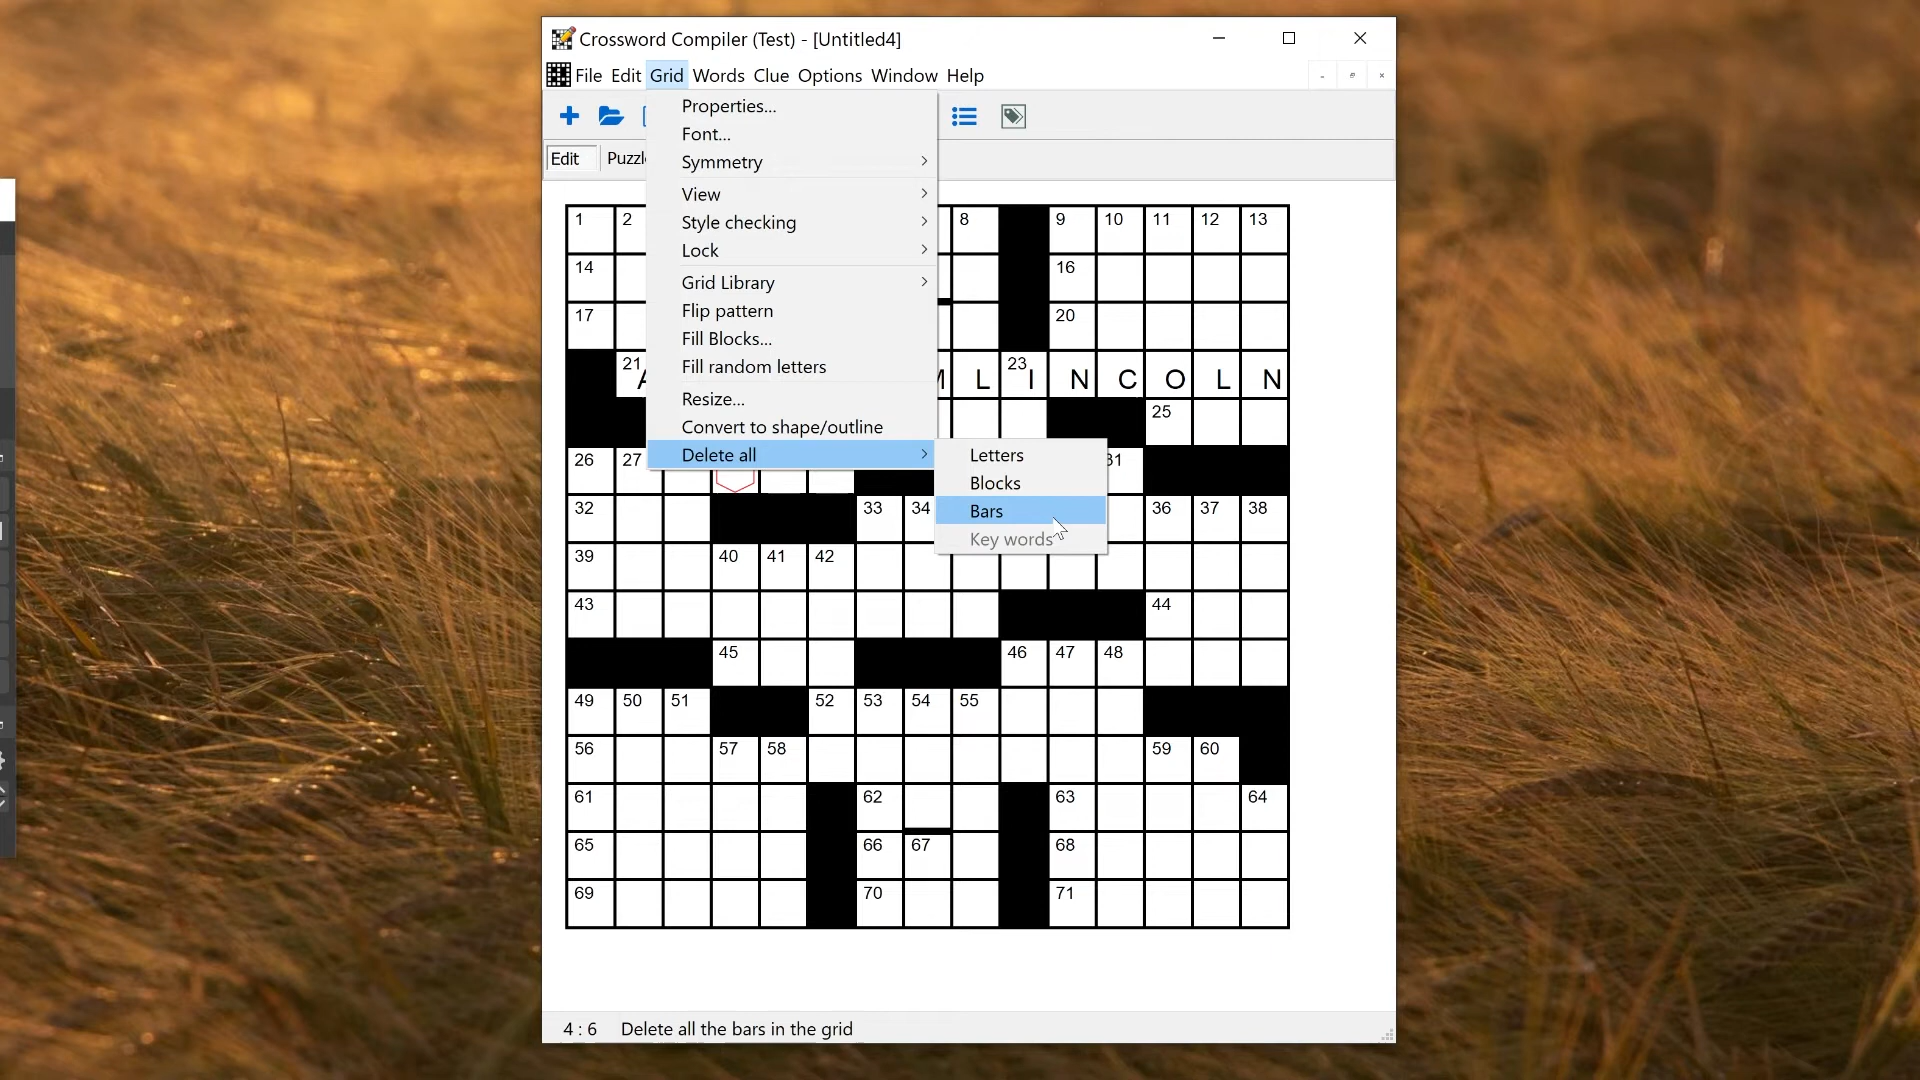 Crossword Compiler (Test) - [Untitled4]
File Edit Grid Words Clue Options Window Help
Properties...
Font...
Symmetry
Edit
View
Style checking
Lock
Grid Library
Flip pattern
Fill Blocks...
Fill random letters
Resize...
Convert to shape/outline
Delete all
Letters
Blocks
Bars
Key words
1 2 8 9 10 11 12 13
14 16
17 20
21 23
L I N C O L N
25
26 27 31
32 33 34 36 37 38
39 40 41 42
43 44
45 46 47 48
49 50 51 52 53 54 55
56 57 58 59 60
61 62 63 64
65 66 67 68
69 70 71
4 : 6 Delete all the bars in the grid